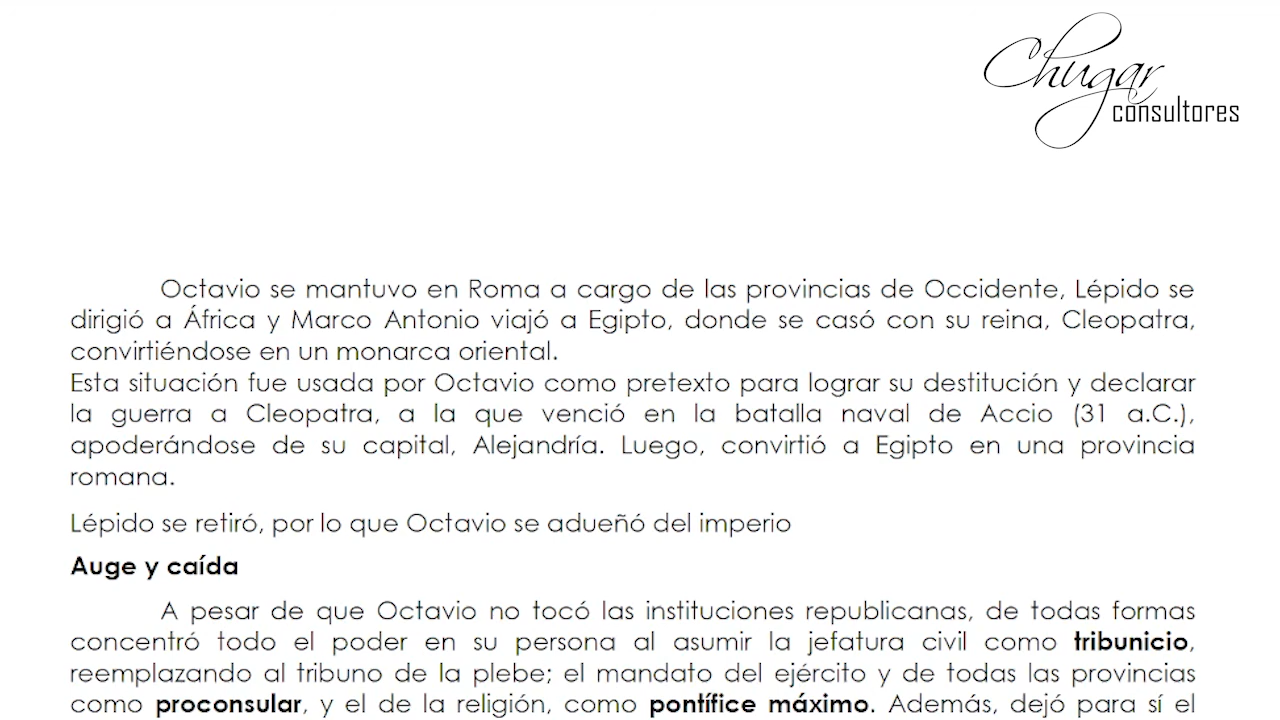 Chugar
consultores
Octavio se mantuvo en Roma a cargo de las provincias de Occidente, Lépido se
dirigió a África y Marco Antonio viajó a Egipto, donde se casó con su reina, Cleopatra,
convirtiéndose en un monarca oriental.
Esta situación fue usada por Octavio como pretexto para lograr su destitución y declarar
la guerra a Cleopatra, a la que venció en la batalla naval de Accio (31 a.C.),
apoderándose de su capital, Alejandría. Luego, convirtió a Egipto en una provincia
romana.
Lépido se retiró, por lo que Octavio se adueñó del imperio
Auge y caída
A pesar de que Octavio no tocó las instituciones republicanas, de todas formas
concentró todo el poder en su persona al asumir la jefatura civil como tribunicio,
reemplazando al tribuno de la plebe; el mandato del ejército y de todas las provincias
como proconsular, y el de la religión, como pontífice máximo. Además, dejó para sí el